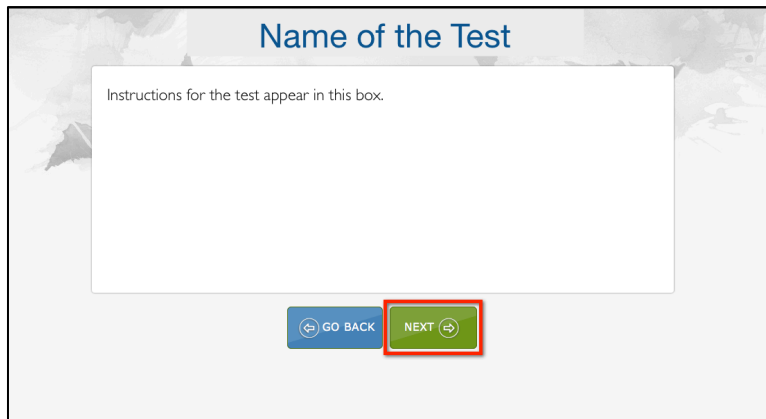 Name of the Test
Instructions for the test appear in this box.
GO BACK NEXT